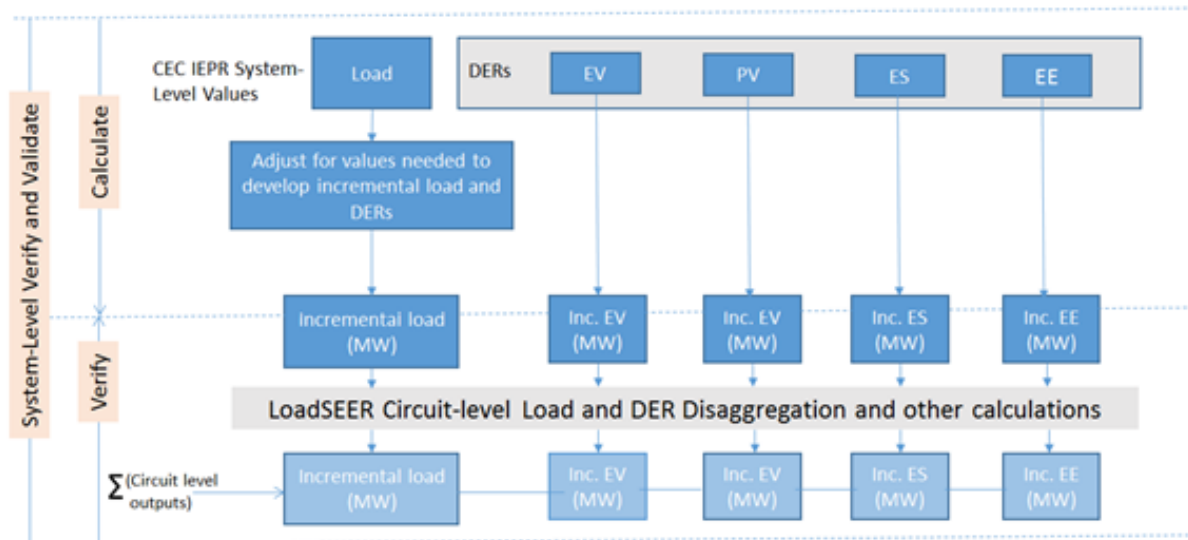 System-Level Verify and Validate
Calculate
Verify
CEC IEPR System-
Level Values
Load
DERs
EV
PV
ES
EE
Adjust for values needed to
develop incremental load and
DERs
Incremental load
(MW)
Inc. EV
(MW)
Inc. EV
(MW)
Inc. ES
(MW)
Inc. EE
(MW)
LoadSEER Circuit-level Load and DER Disaggregation and other calculations
Σ(Circuit level
outputs)
Incremental load
(MW)
Inc. EV
(MW)
Inc. EV
(MW)
Inc. ES
(MW)
Inc. EE
(MW)